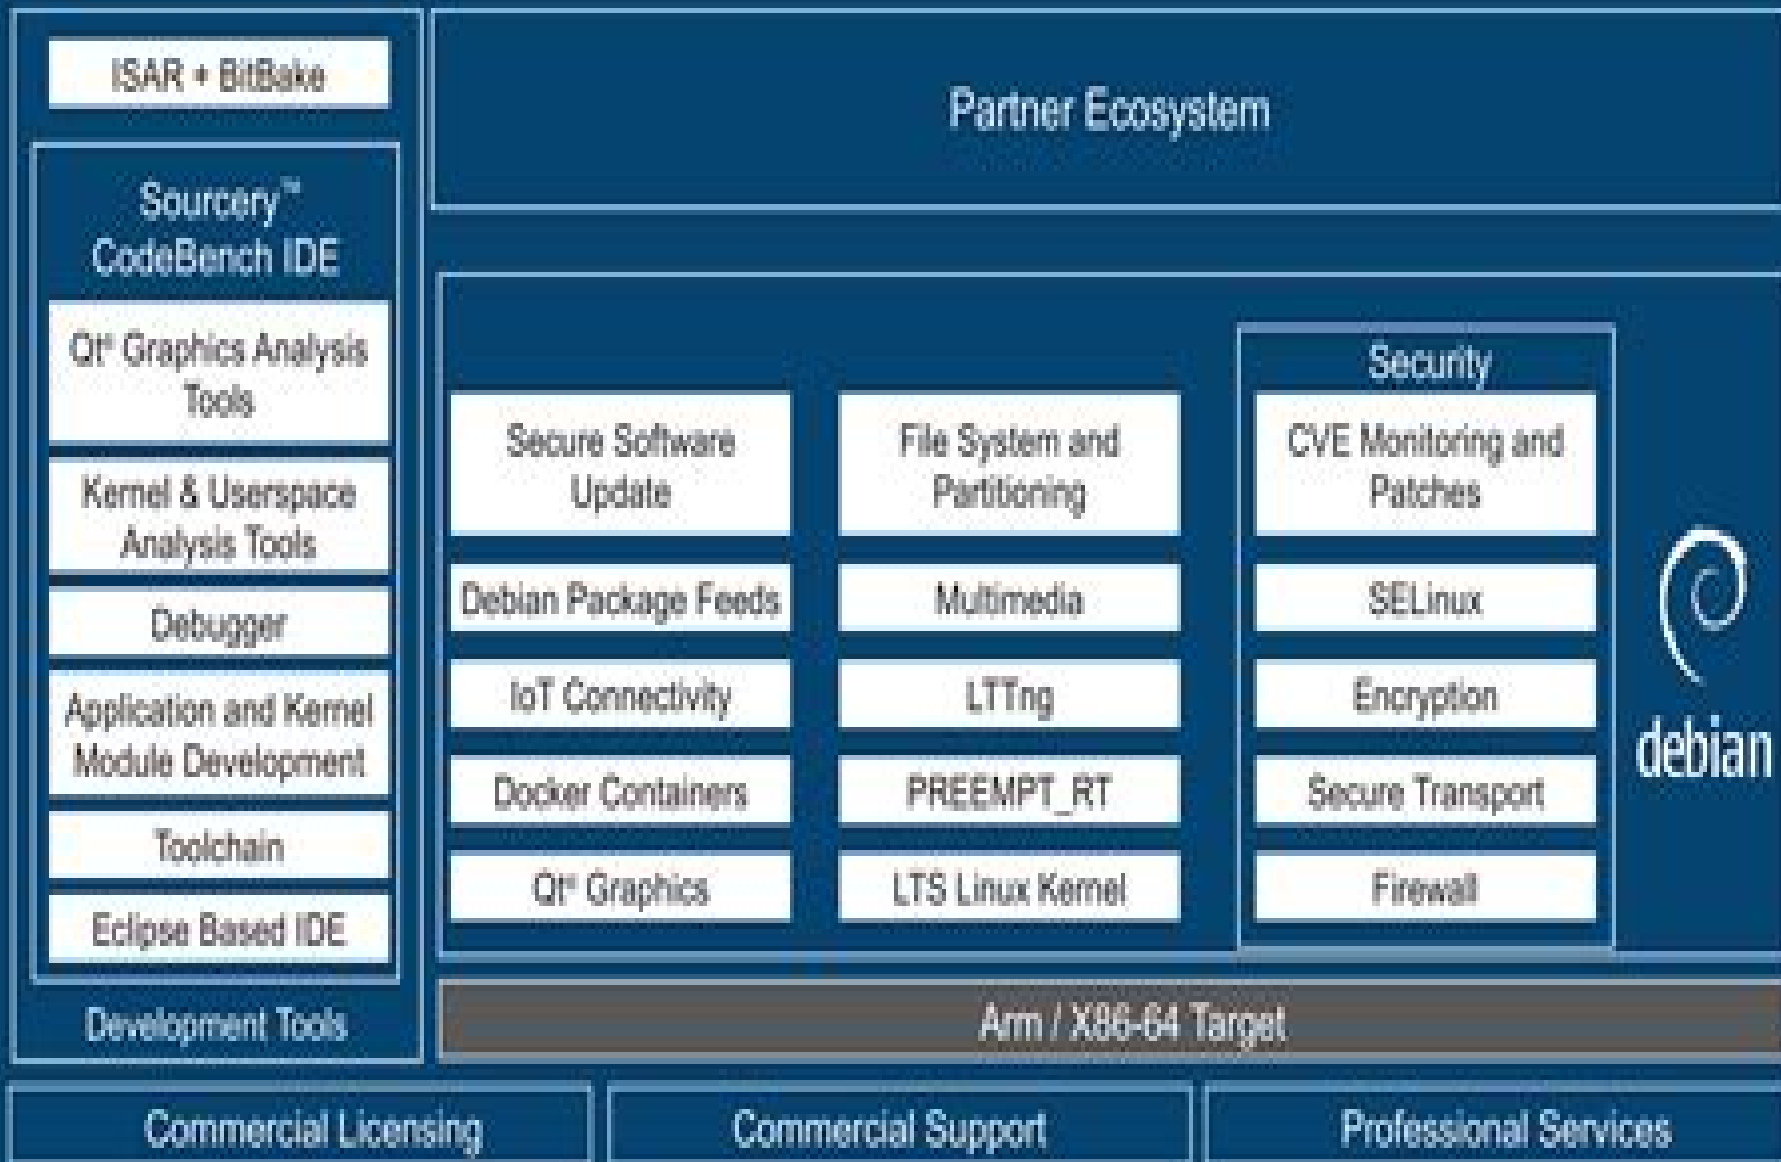 ISAR + BitBake
Sourcery™
CodeBench IDE
Qt® Graphics Analysis
Tools
Kernel & Userspace
Analysis Tools
Debugger
Application and Kernel
Module Development
Toolchain
Eclipse Based IDE
Development Tools
Partner Ecosystem
Secure Software
Update
Debian Package Feeds
IoT Connectivity
Docker Containers
Qt® Graphics
File System and
Partitioning
Multimedia
LTTng
PREEMPT_RT
LTS Linux Kernel
Security
CVE Monitoring and
Patches
SELinux
Encryption
Secure Transport
Firewall
debian
Arm / X86-64 Target
Commercial Licensing
Commercial Support
Professional Services